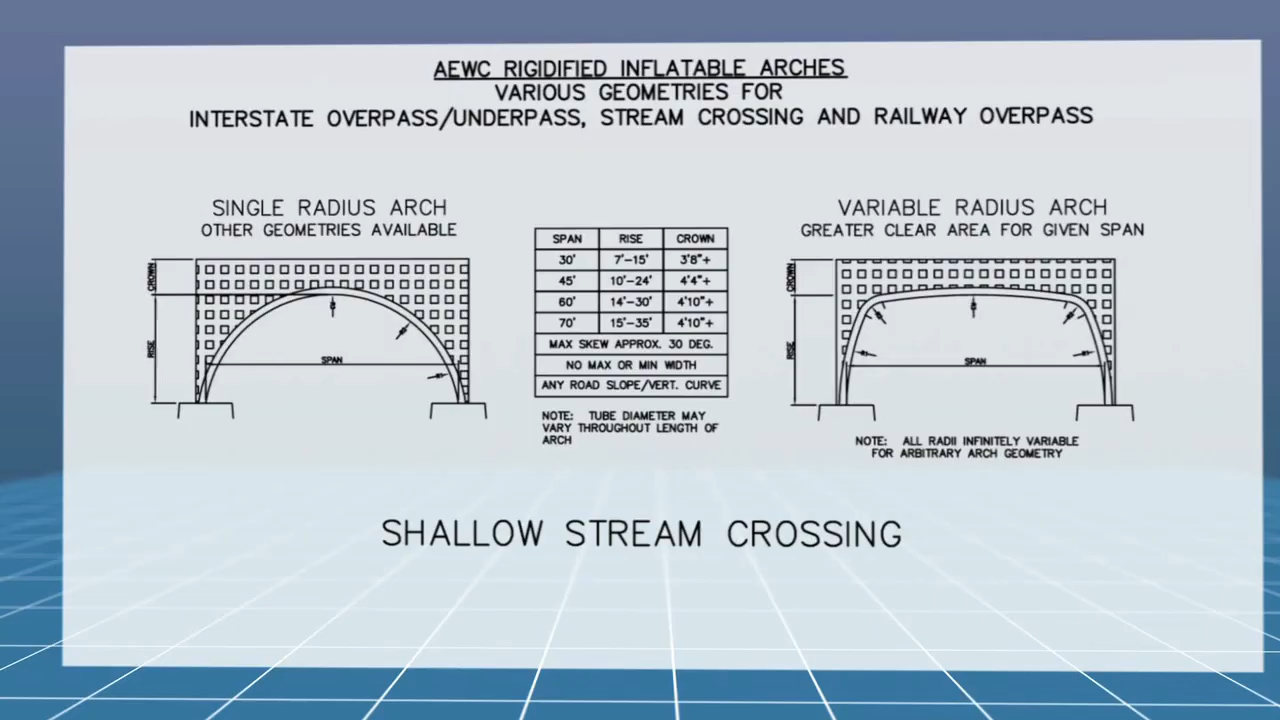 AEWC RIGIDIFIED INFLATABLE ARCHES
VARIOUS GEOMETRIES FOR
INTERSTATE OVERPASS/UNDERPASS, STREAM CROSSING AND RAILWAY OVERPASS
SINGLE RADIUS ARCH
OTHER GEOMETRIES AVAILABLE
CROWN
RISE
SPAN
SPAN RISE CROWN
30' 7'-15' 3'8"+
45' 10'-24' 4'4"+
60' 14'-30' 4'10"+
70' 15'-35' 4'10"+
MAX SKEW APPROX. 30 DEG.
NO MAX OR MIN WIDTH
ANY ROAD SLOPE/VERT. CURVE
NOTE: TUBE DIAMETER MAY
VARY THROUGHOUT LENGTH OF
ARCH
VARIABLE RADIUS ARCH
GREATER CLEAR AREA FOR GIVEN SPAN
CROWN
RISE
SPAN
NOTE: ALL RADII INFINITELY VARIABLE
FOR ARBITRARY ARCH GEOMETRY
SHALLOW STREAM CROSSING